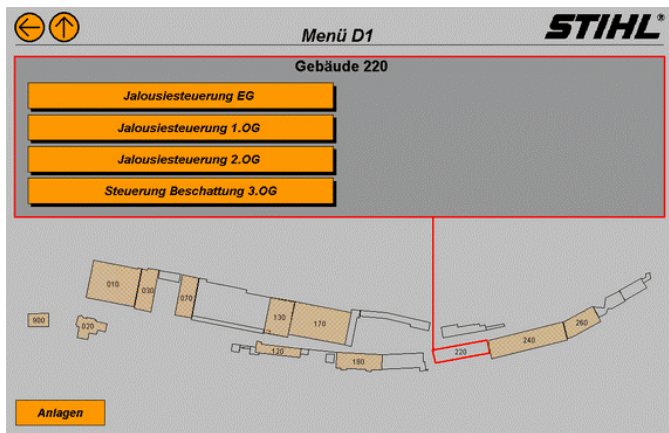 Menü D1
STIHL®
Gebäude 220
Jalousiesteuerung EG
Jalousiesteuerung 1.OG
Jalousiesteuerung 2.OG
Steuerung Beschattung 3.OG
010
030
070
130
170
900
020
120
180
220
240
260
Anlagen